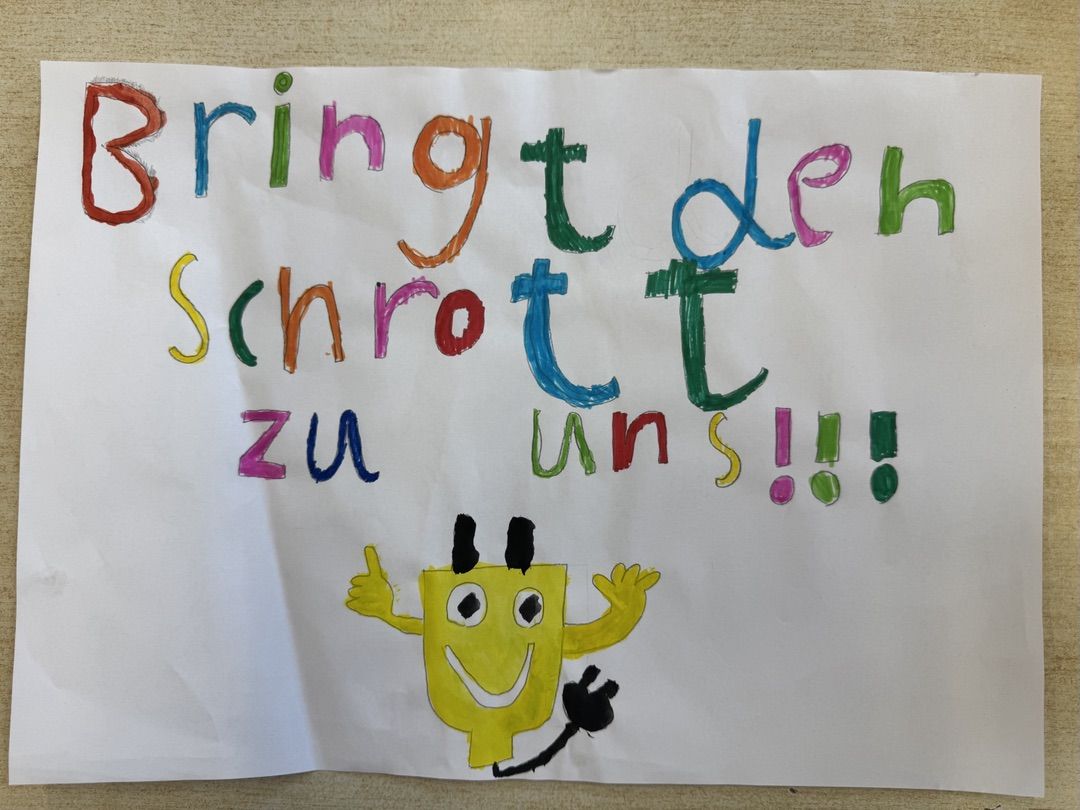 Bringt den
Schrott
zu uns!!!